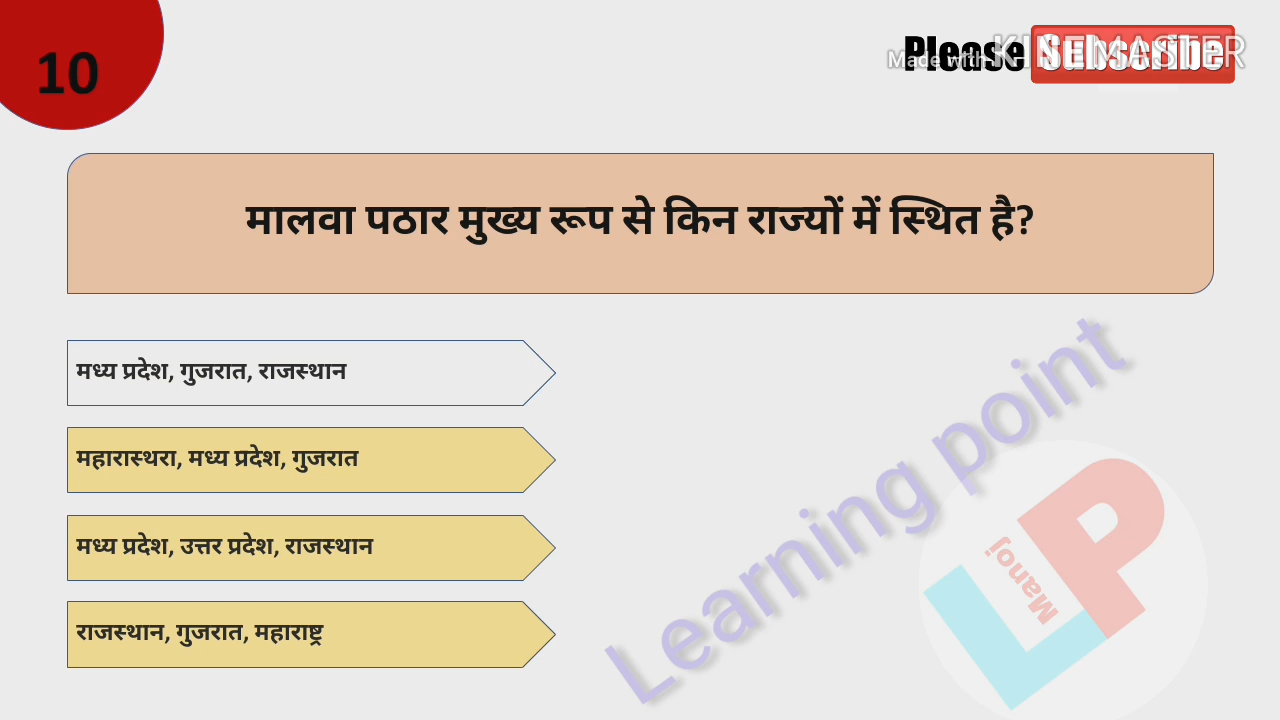 10
Please Subscribe
Made with KINEMASTER
मालवा पठार मुख्य रूप से किन राज्यों में स्थित है?
मध्य प्रदेश, गुजरात, राजस्थान
महारास्थरा, मध्य प्रदेश, गुजरात
मध्य प्रदेश, उत्तर प्रदेश, राजस्थान
राजस्थान, गुजरात, महाराष्ट्र
Learning point
LP
Manoj